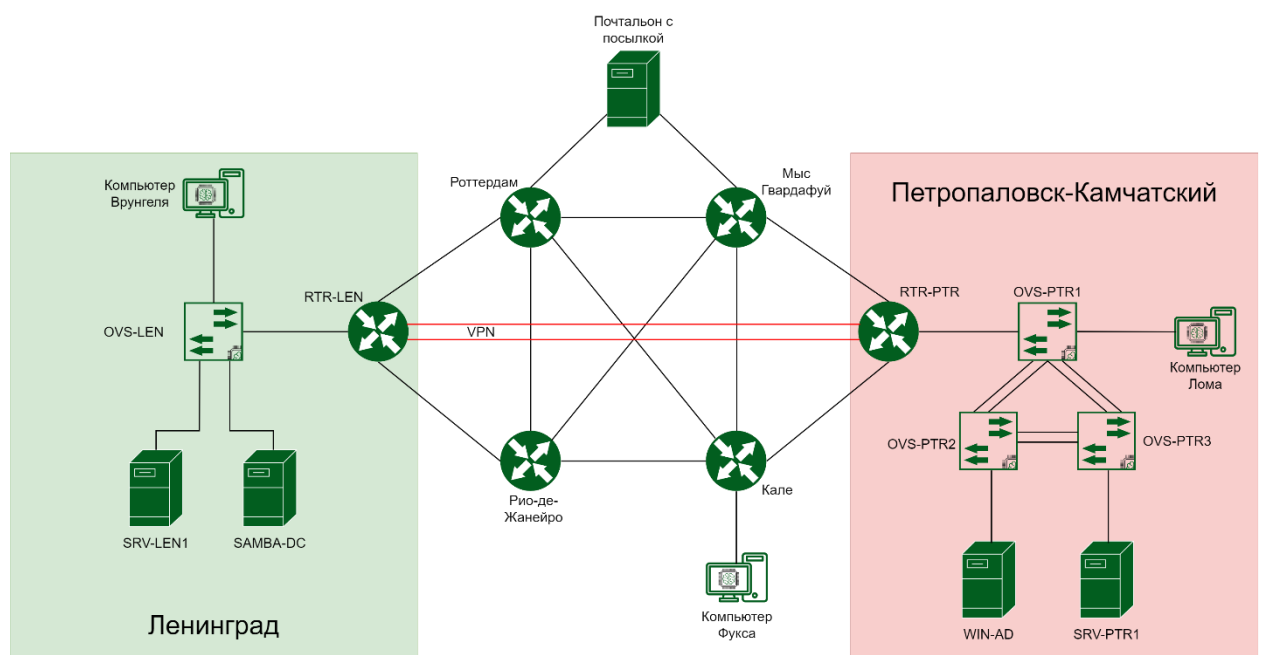 Почтальон с
посылкой
Роттердам
Мыс
Гвардафуй
Компьютер
Врунгеля
Петропаловск-Камчатский
RTR-LEN
RTR-PTR
OVS-PTR1
OVS-LEN
VPN
Компьютер
Лома
OVS-PTR2
OVS-PTR3
Рио-де-
Жанейро
Кале
SRV-LEN1
SAMBA-DC
Компьютер
Фукса
WIN-AD
SRV-PTR1
Ленинград